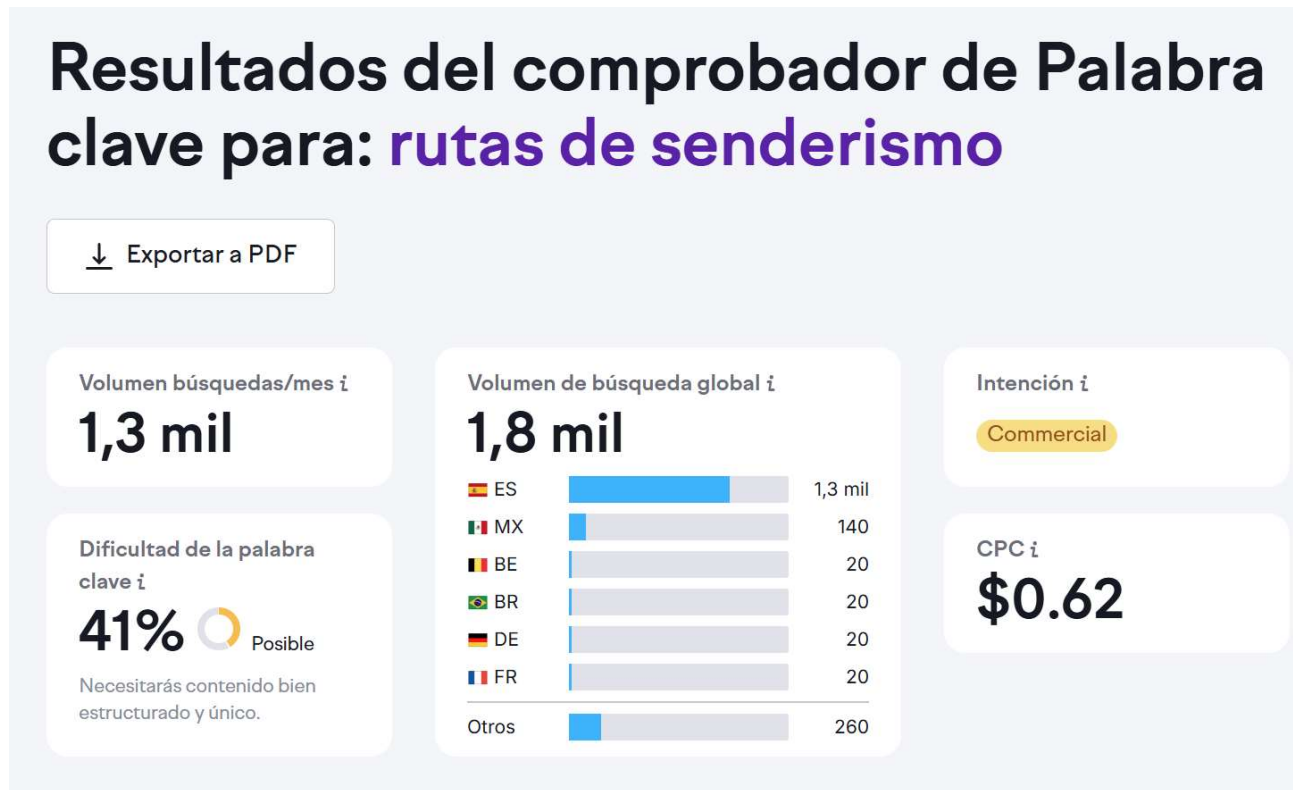 Resultados del comprobador de Palabra
clave para: rutas de senderismo
Exportar a PDF
Volumen búsquedas/mes i
1,3 mil
Dificultad de la palabra
clave i
41% Posible
Necesitarás contenido bien
estructurado y único.
Volumen de búsqueda global i
1,8 mil
ES 1,3 mil
MX 140
BE 20
BR 20
DE 20
FR 20
Otros 260
Intención i
Commercial
CPC i
$0.62